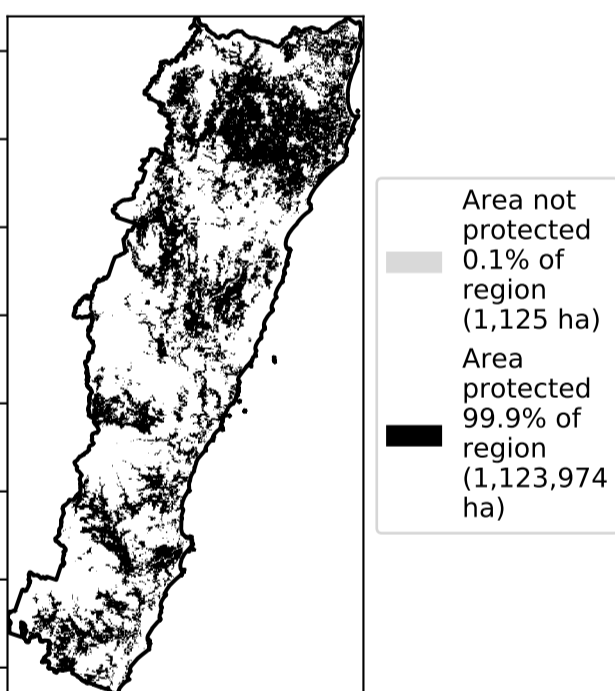 Area not
protected
0.1% of
region
(1,125 ha)
Area
protected
99.9% of
region
(1,123,974
ha)